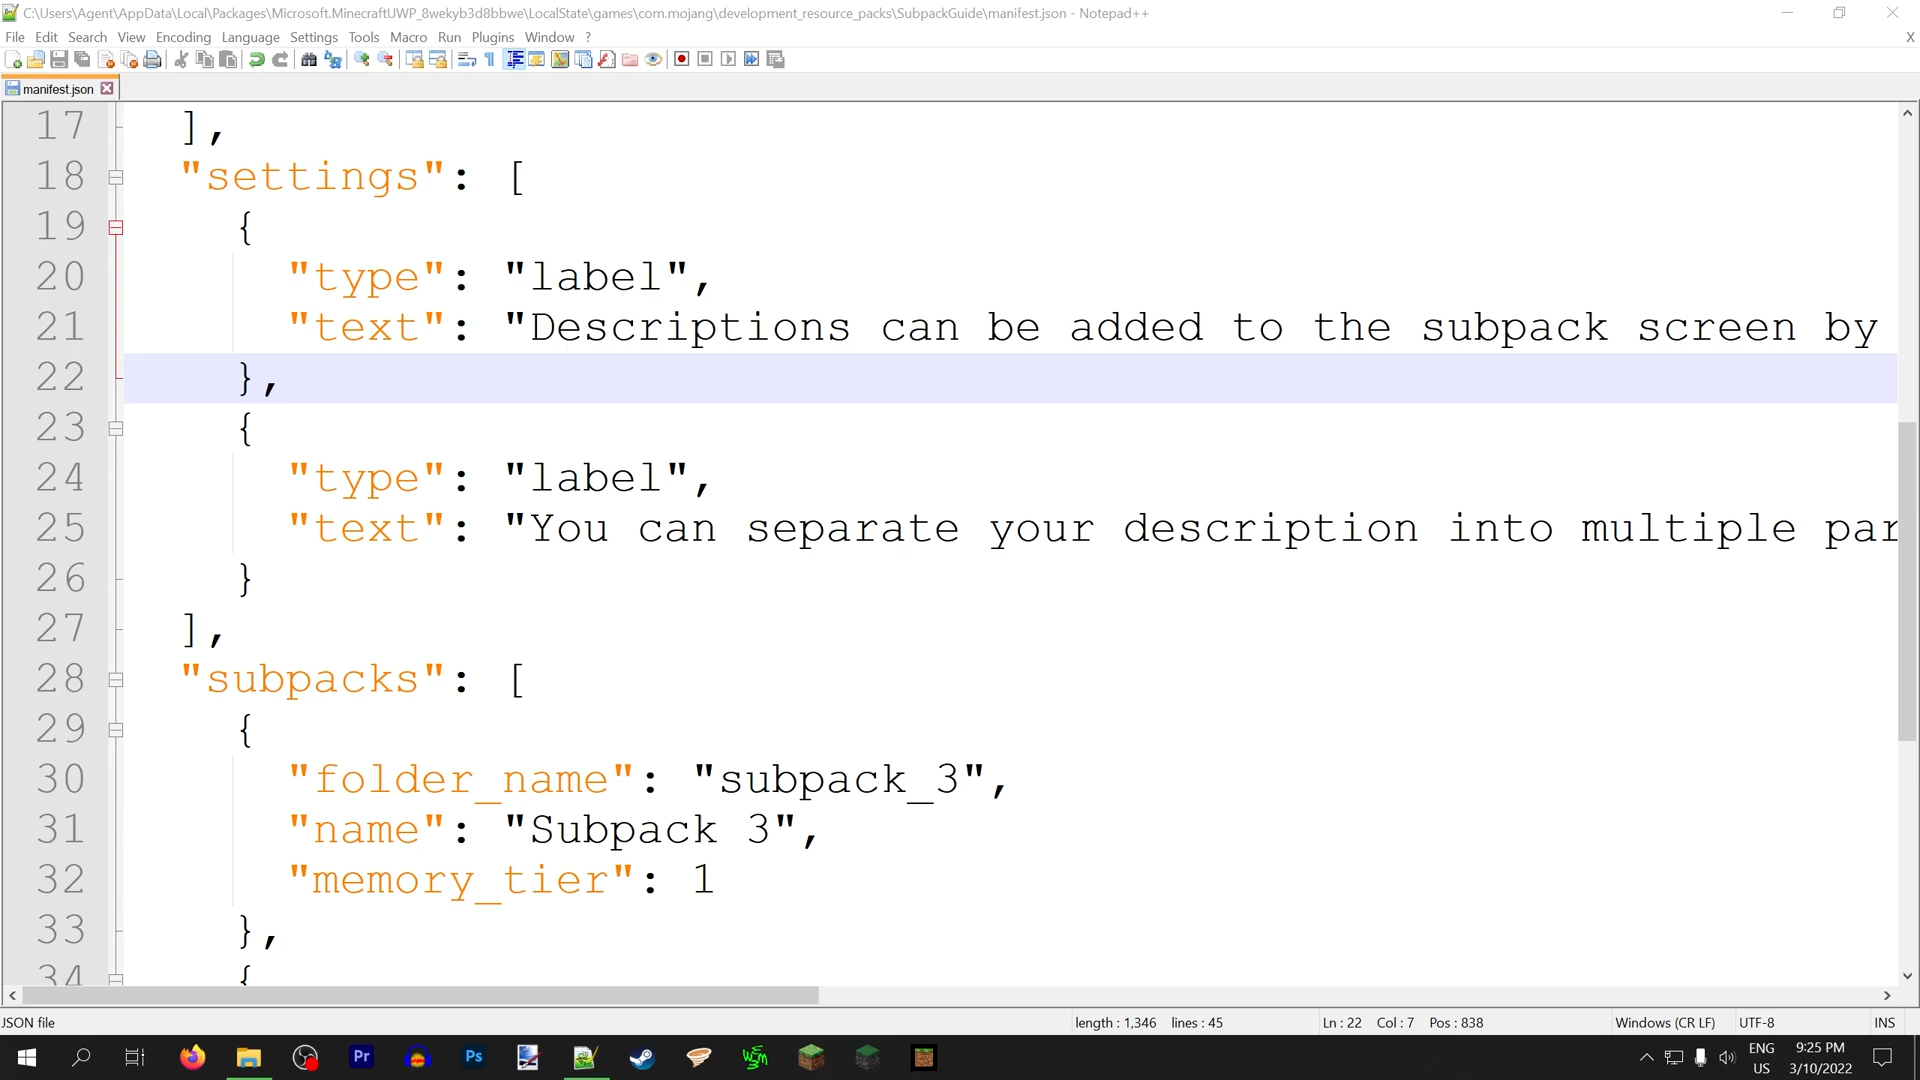 C:\Users\Agent\AppData\Local\Packages\Microsoft.MinecraftUWP_8wekyb3d8bbwe\LocalState\games\com.mojang\development_resource_packs\SubpackGuide\manifest.json - Notepad++
File Edit Search View Encoding Language Settings Tools Macro Run Plugins Window ? X
manifest.json
17 ],
18 "settings": [
19 {
20 "type": "label",
21 "text": "Descriptions can be added to the subpack screen by
22 },
23 {
24 "type": "label",
25 "text": "You can separate your description into multiple par
26 }
27 ],
28 "subpacks": [
29 {
30 "folder_name": "subpack_3",
31 "name": "Subpack 3",
32 "memory_tier": 1
33 },
34 {
JSON file length : 1,346 lines : 45 Ln : 22 Col : 7 Pos : 838 Windows (CR LF) UTF-8 INS
Pr Ps
ENG 9:25 PM
US 3/10/2022